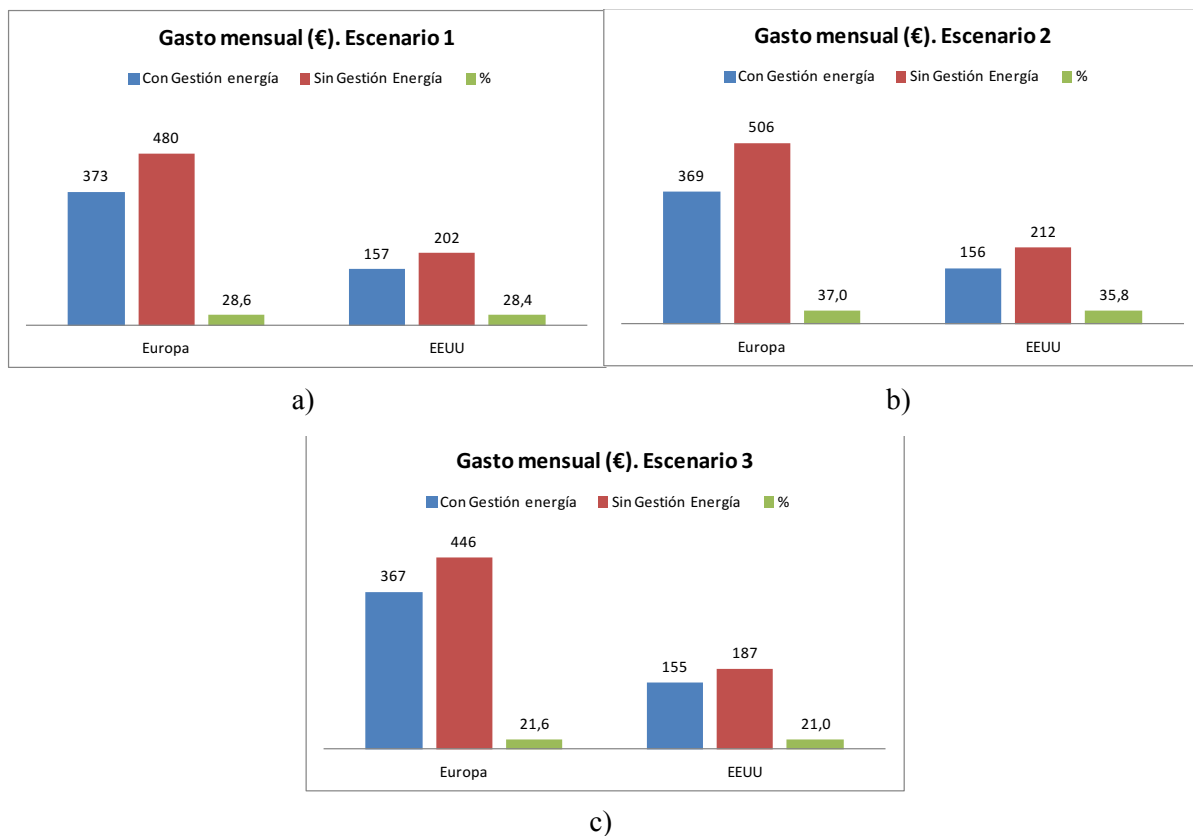 Gasto mensual (€). Escenario 1
Con Gestión energía Sin Gestión Energía %
480
373
202
157
28,6
28,4
Europa EEUU
a)
Gasto mensual (€). Escenario 2
Con Gestión energía Sin Gestión Energía %
506
369
212
156
37,0
35,8
Europa EEUU
b)
Gasto mensual (€). Escenario 3
Con Gestión energía Sin Gestión Energía %
446
367
187
155
21,6
21,0
Europa EEUU
c)